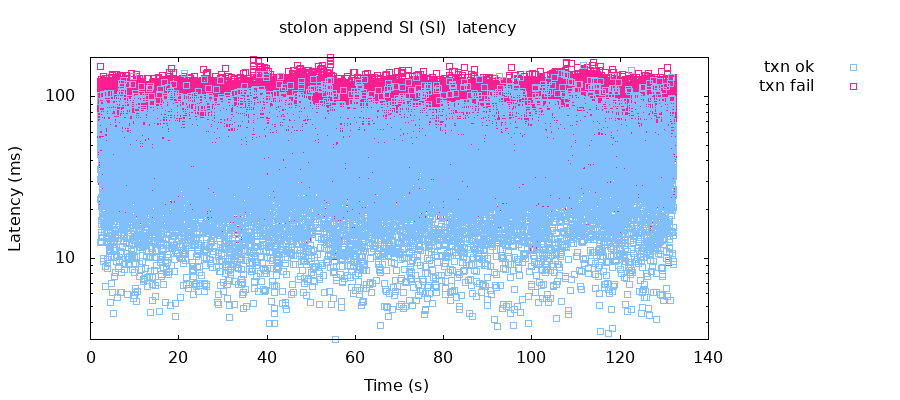 stolon append SI (SI)  latency
txn ok
txn fail
100
10
Latency (ms)
0 20 40 60 80 100 120 140
Time (s)